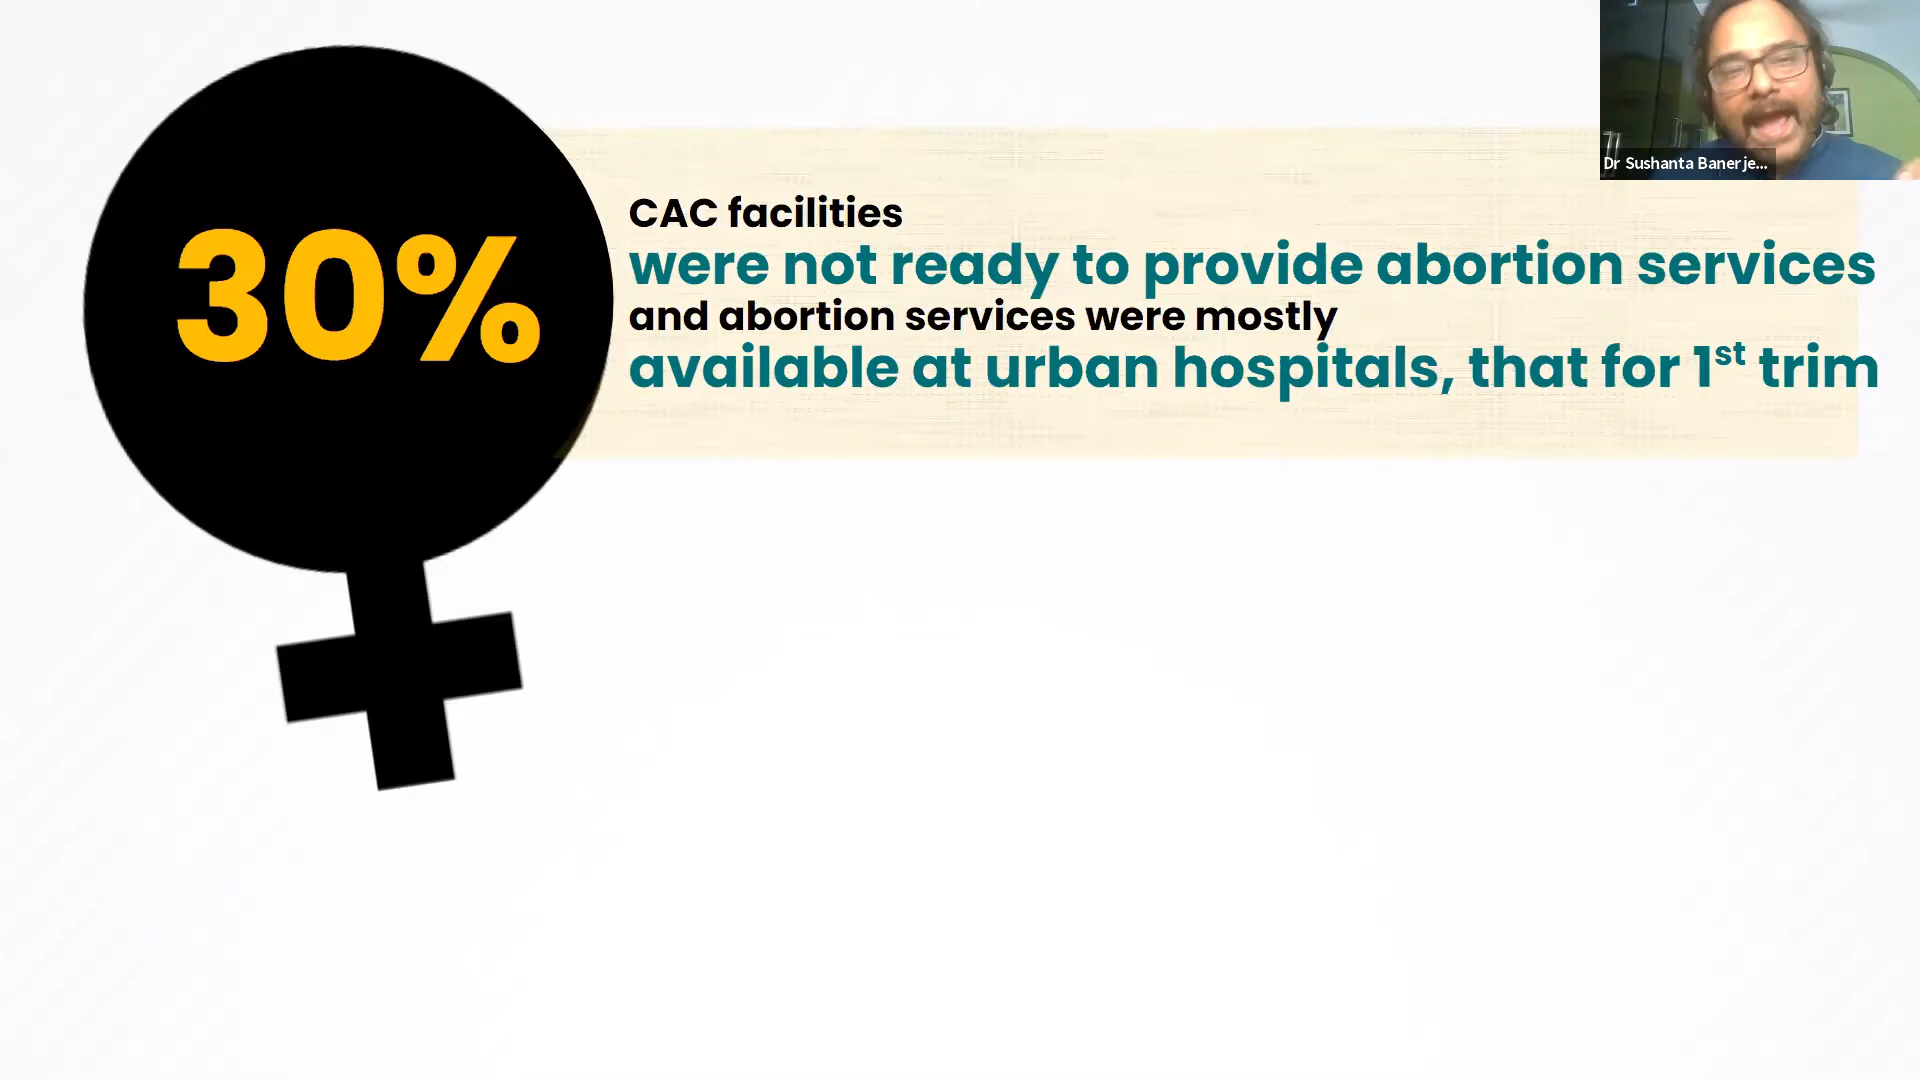 30%
CAC facilities
were not ready to provide abortion services
and abortion services were mostly
available at urban hospitals, that for 1st trim
Dr Sushanta Banerje...